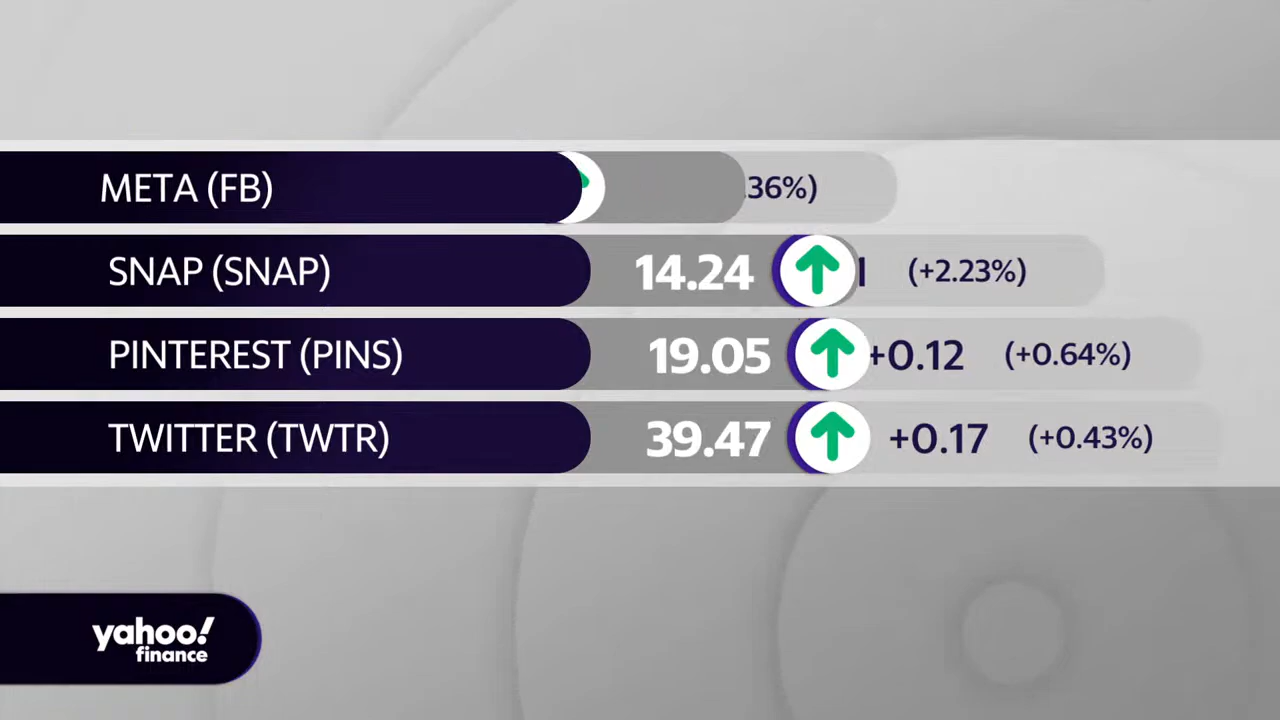 META (FB) .36%)
SNAP (SNAP) 14.24 (+2.23%)
PINTEREST (PINS) 19.05 +0.12 (+0.64%)
TWITTER (TWTR) 39.47 +0.17 (+0.43%)
yahoo!
finance